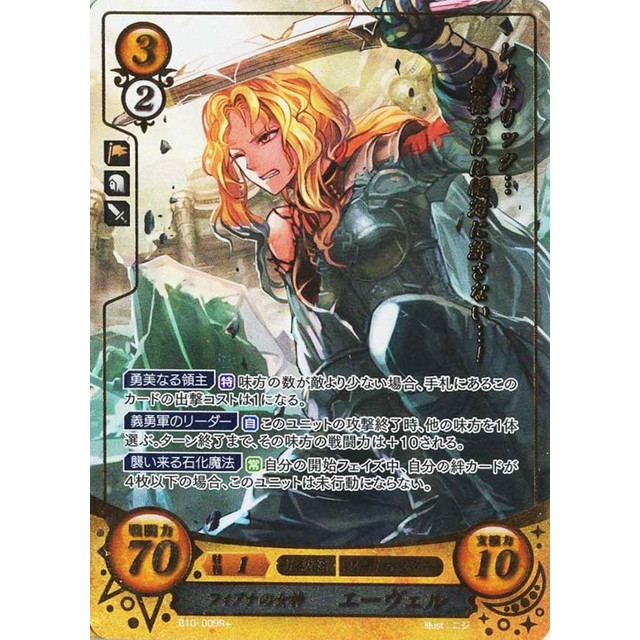 3
2
レイドリック…
貴様だけは絶対に許さない…！
勇美なる領主 特 味方の数が敵より少ない場合、手札にあるこの
カードの出撃コストは1になる。
義勇軍のリーダー 自 このユニットの攻撃終了時、他の味方を1体
選ぶ。ターン終了まで、その味方の戦闘力は+10される。
襲い来る石化魔法 常 自分の開始フェイズ中、自分の絆カードが
4枚以下の場合、このユニットは未行動にならない。
戦闘力
70
射程 1
支援力
10
フィアナの女神 エーヴェル
B10-009R+
Illust：ニジ